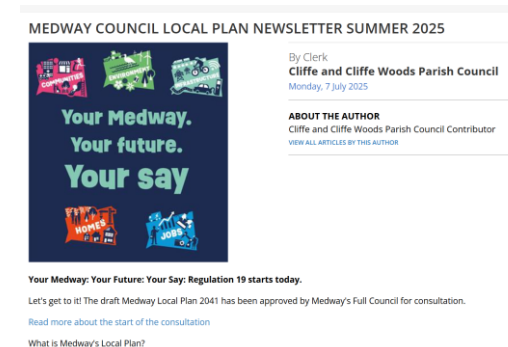 MEDWAY COUNCIL LOCAL PLAN NEWSLETTER SUMMER 2025
COMMUNITIES
ENVIRONMENT
INFRASTRUCTURE
Your Medway.
Your future.
Your say
HOMES
JOBS
By Clerk
Cliffe and Cliffe Woods Parish Council
Monday, 7 July 2025
ABOUT THE AUTHOR
Cliffe and Cliffe Woods Parish Council Contributor
VIEW ALL ARTICLES BY THIS AUTHOR
Your Medway: Your Future: Your Say: Regulation 19 starts today.
Let's get to it! The draft Medway Local Plan 2041 has been approved by Medway's Full Council for consultation.
Read more about the start of the consultation
What is Medway's Local Plan?